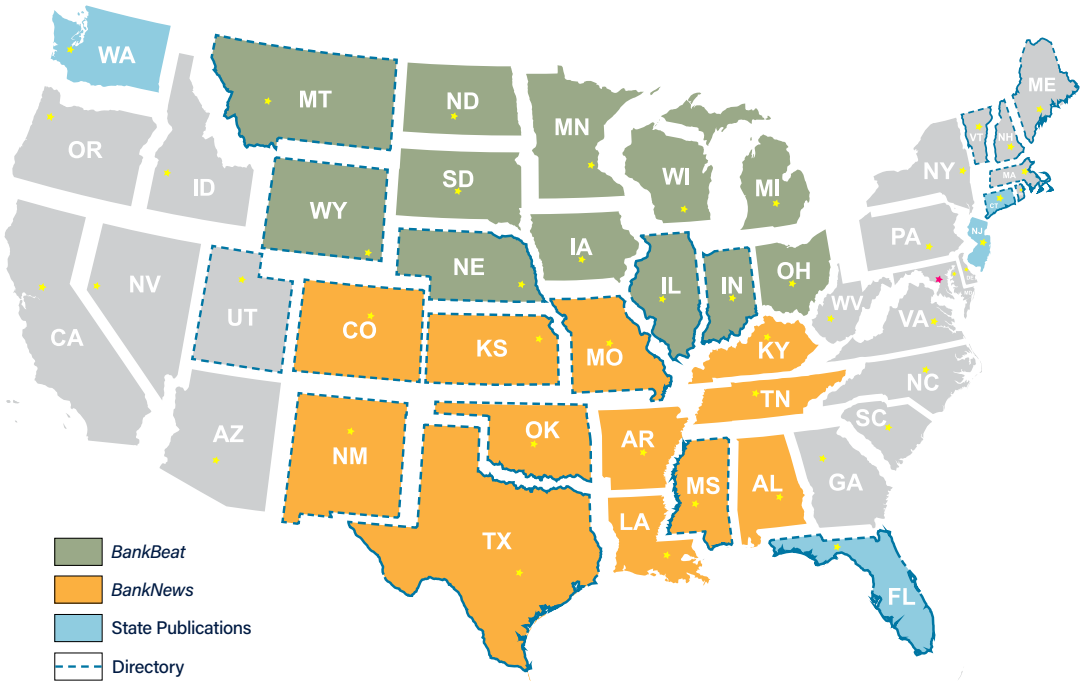 WA
MT
ND
MN
OR
ID
SD
WI
MI
ME
VT
NH
NY
MA
CT
WY
NE
IA
IL
IN
OH
PA
NJ
NV
UT
CO
KS
MO
KY
WV
VA
CA
AZ
NM
OK
AR
TN
NC
SC
MS
AL
GA
LA
TX
FL
BankBeat
BankNews
State Publications
Directory